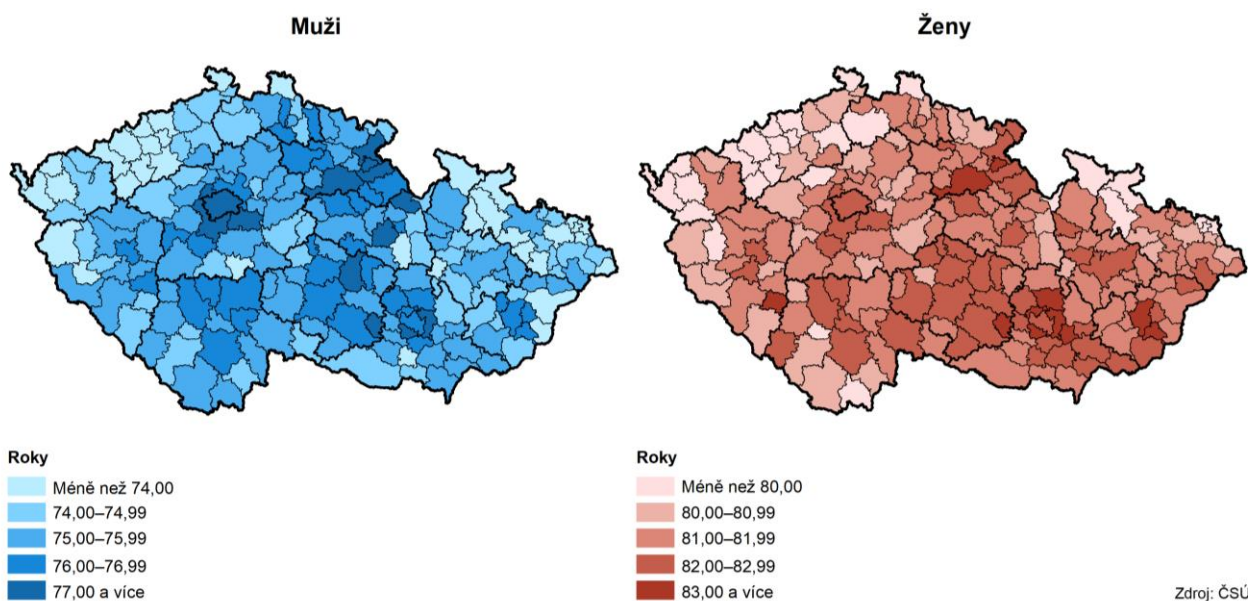 Muži
Ženy
Roky
Méně než 74,00
74,00–74,99
75,00–75,99
76,00–76,99
77,00 a více
Roky
Méně než 80,00
80,00–80,99
81,00–81,99
82,00–82,99
83,00 a více
Zdroj: ČSÚ